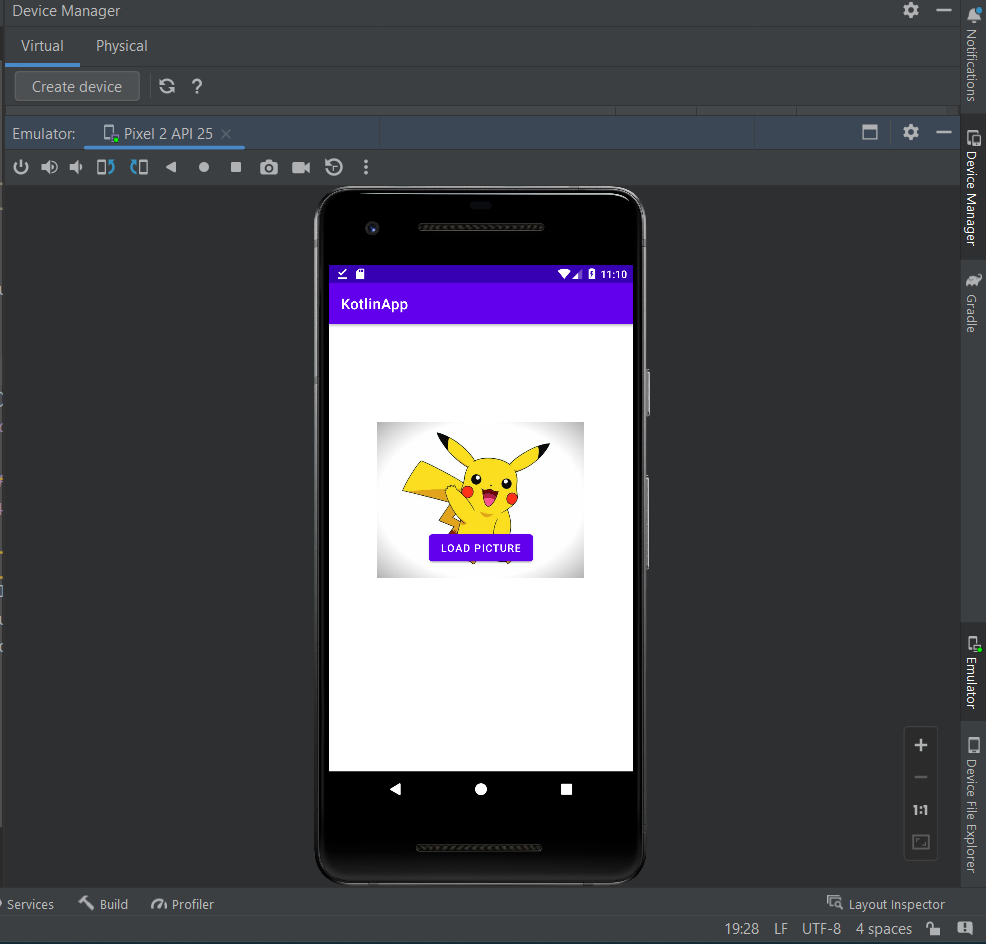 Device Manager
Virtual Physical
Create device ?
Emulator: Pixel 2 API 25
11:10
KotlinApp
LOAD PICTURE
1:1
Notifications
Device Manager
Gradle
Emulator
Device File Explorer
Services Build Profiler Layout Inspector
19:28 LF UTF-8 4 spaces